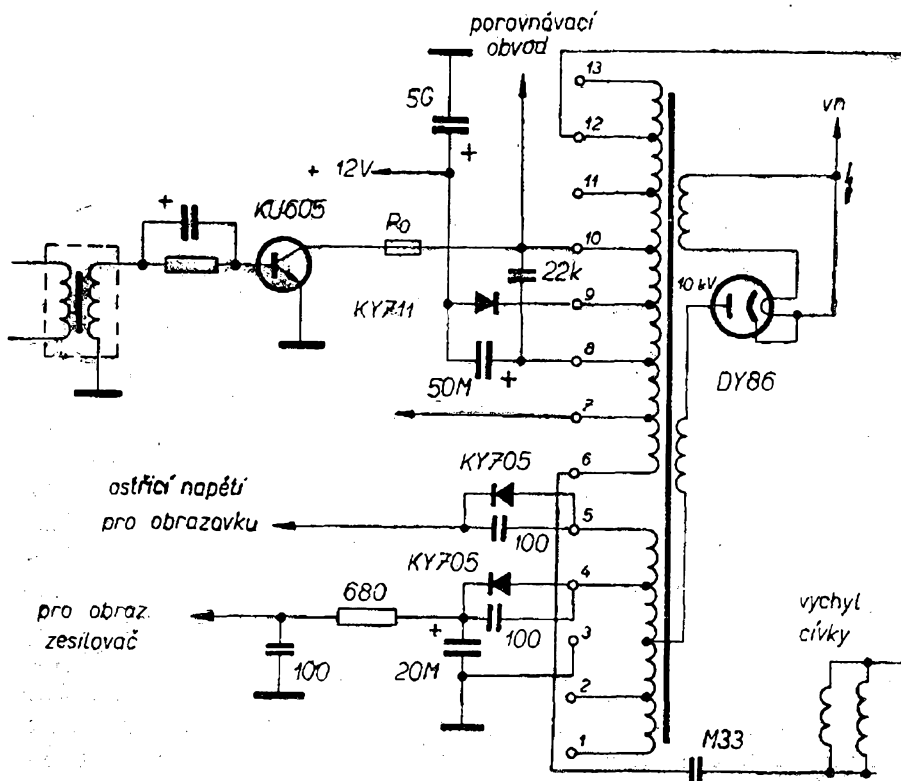 porovnávací
obvod
13
5G
+
12
vn
+ 12V
11
+
KU605
R0
10
22k
10 kV
KY711
9
8
50M
+
DY86
7
KY705
6
ostřicí napětí
pro obrazovku
5
100
KY705
680
4
pro obraz.
zesilovač
+
100
3
vychyl
cívky
100
20M
2
M33
1